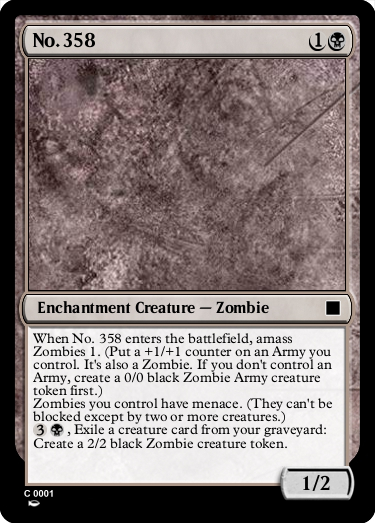 No. 358 1
Enchantment Creature — Zombie
When No. 358 enters the battlefield, amass
Zombies 1. (Put a +1/+1 counter on an Army you
control. It's also a Zombie. If you don't control an
Army, create a 0/0 black Zombie Army creature
token first.)
Zombies you control have menace. (They can't be
blocked except by two or more creatures.)
3 , Exile a creature card from your graveyard:
Create a 2/2 black Zombie creature token.
1/2
C 0001